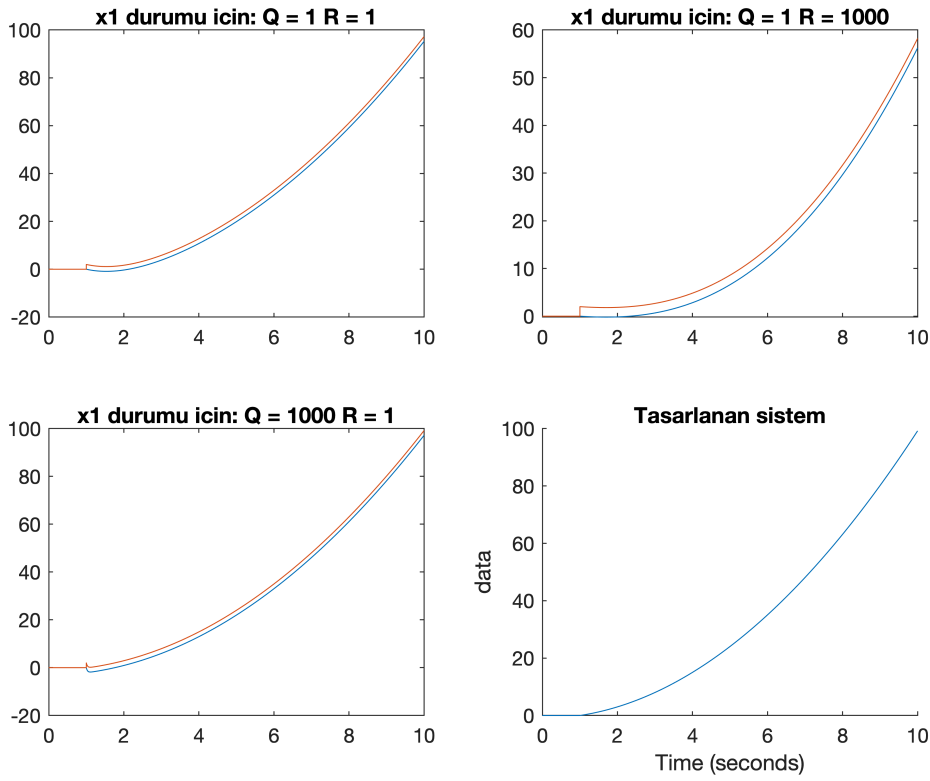 x1 durumu icin: Q = 1 R = 1
100
80
60
40
20
0
-20
0 2 4 6 8 10
x1 durumu icin: Q = 1 R = 1000
60
50
40
30
20
10
0
0 2 4 6 8 10
x1 durumu icin: Q = 1000 R = 1
100
80
60
40
20
0
-20
0 2 4 6 8 10
Tasarlanan sistem
100
80
60
40
20
0
data
0 2 4 6 8 10
Time (seconds)